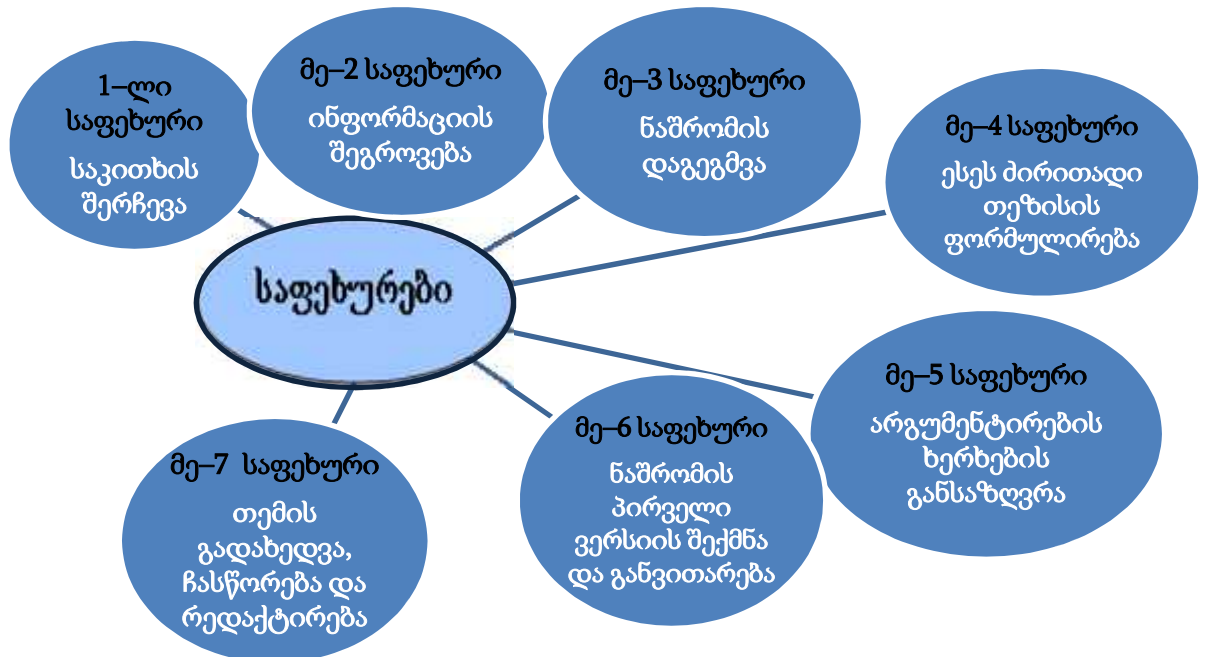 1–ლი
საფეხური
საკითხის
შერჩევა
მე–2 საფეხური
ინფორმაციის
შეგროვება
მე–3 საფეხური
ნაშრომის
დაგეგმვა
მე–4 საფეხური
ესეს ძირითადი
თეზისის
ფორმულირება
საფეხურები
მე–5 საფეხური
არგუმენტირების
ხერხების
განსაზღვრა
მე–6 საფეხური
ნაშრომის
პირველი
ვერსიის შექმნა
და განვითარება
მე–7 საფეხური
თემის
გადახედვა,
ჩასწორება და
რედაქტირება